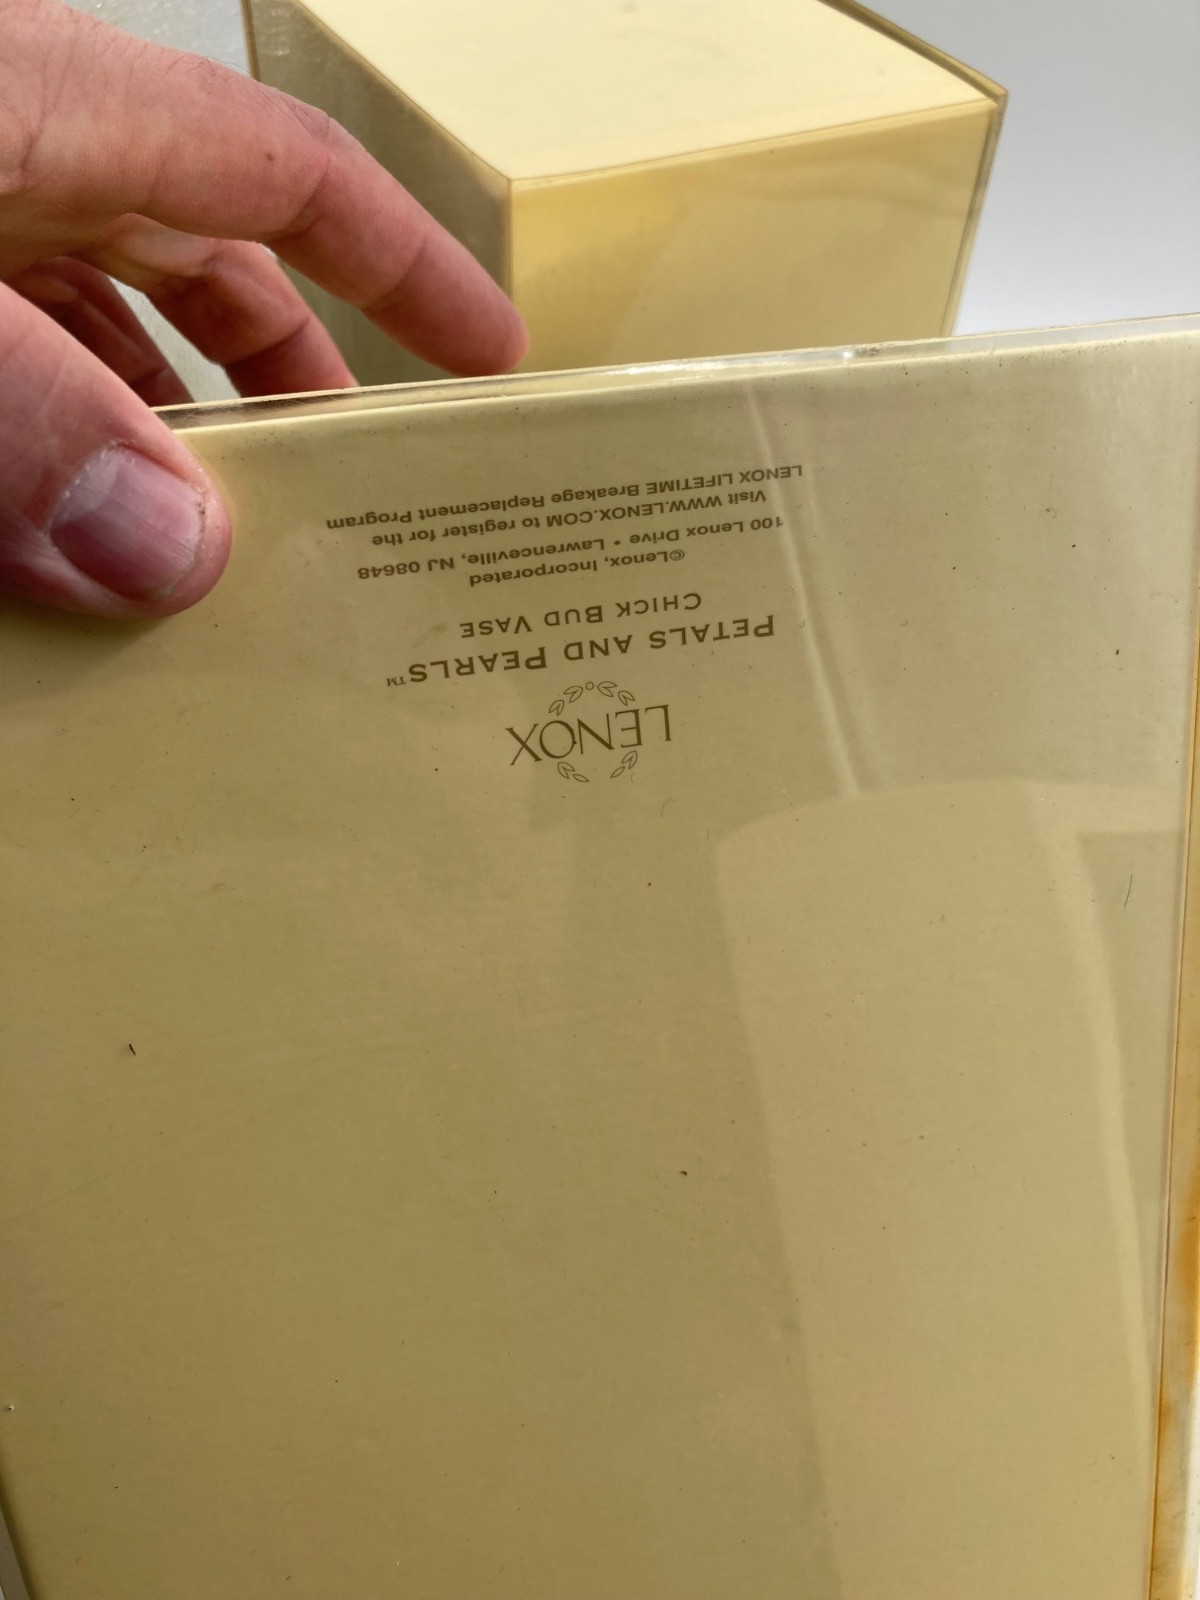 LENOX
PETALS AND PEARLS™
CHICK BUD VASE
©Lenox, Incorporated
100 Lenox Drive • Lawrenceville, NJ 08648
Visit WWW.LENOX.COM to register for the
LENOX LIFETIME Breakage Replacement Program